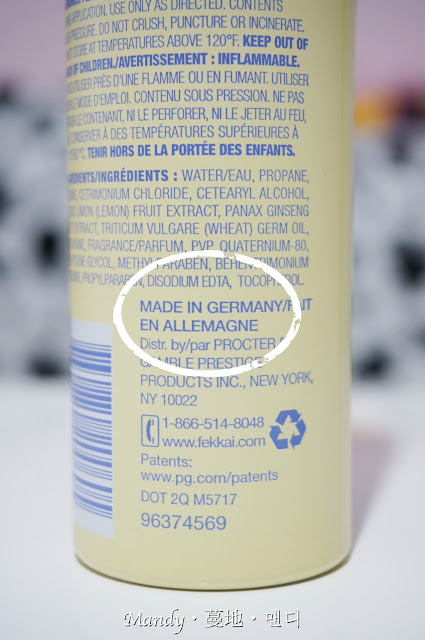 APPLICATION. USE ONLY AS DIRECTED. CONTENTS
PRESSURE. DO NOT CRUSH, PUNCTURE OR INCINERATE.
NOT STORE AT TEMPERATURES ABOVE 120°F. KEEP OUT OF
OF CHILDREN./AVERTISSEMENT : INFLAMMABLE.
UTILISER PRÈS D'UNE FLAMME OU EN FUMANT. UTILISER
MODE D'EMPLOI. CONTENU SOUS PRESSION. NE PAS
CONTENANT, NI LE PERFORER, NI LE JETER AU FEU,
CONSERVER À DES TEMPÉRATURES SUPÉRIEURES À
°C. TENIR HORS DE LA PORTÉE DES ENFANTS.
/INGRÉDIENTS : WATER/EAU, PROPANE,
CETRIMONIUM CHLORIDE, CETEARYL ALCOHOL,
LIMON (LEMON) FRUIT EXTRACT, PANAX GINSENG
EXTRACT, TRITICUM VULGARE (WHEAT) GERM OIL,
FRAGRANCE/PARFUM, PVP, QUATERNIUM-80,
GLYCOL, METHYLPARABEN, BEHENTRIMONIUM
PROPYLPARABEN, DISODIUM EDTA, TOCOPHEROL.
MADE IN GERMANY/FAIT
EN ALLEMAGNE
Distr. by/par PROCTER &
GAMBLE PRESTIGE
PRODUCTS INC., NEW YORK,
NY 10022
1-866-514-8048
www.fekkai.com
Patents:
www.pg.com/patents
DOT 2Q M5717
96374569
Mandy · 蔓地 · 맨디